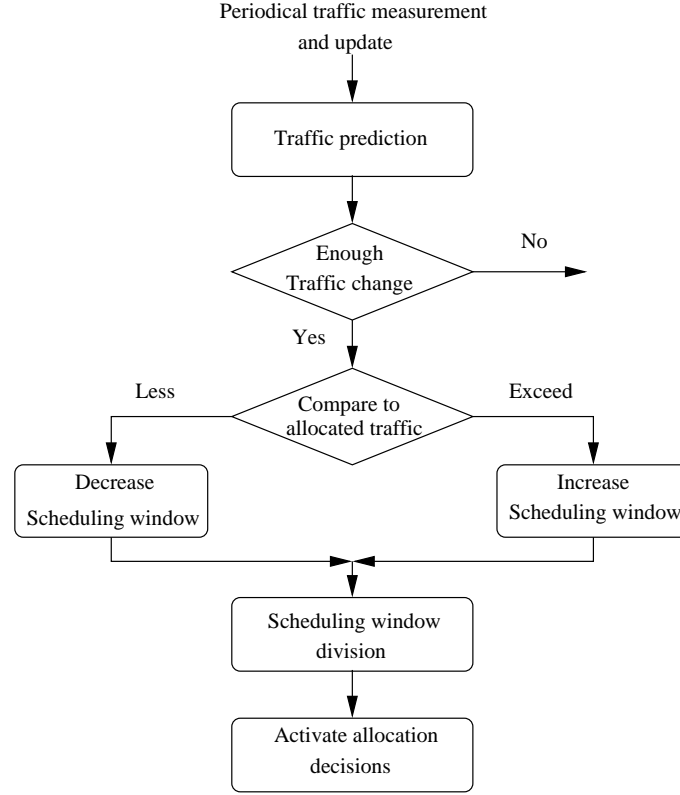 Periodical traffic measurement
and update
Traffic prediction
Enough
Traffic change
No
Yes
Compare to
allocated traffic
Less
Exceed
Decrease
Scheduling window
Increase
Scheduling window
Scheduling window
division
Activate allocation
decisions